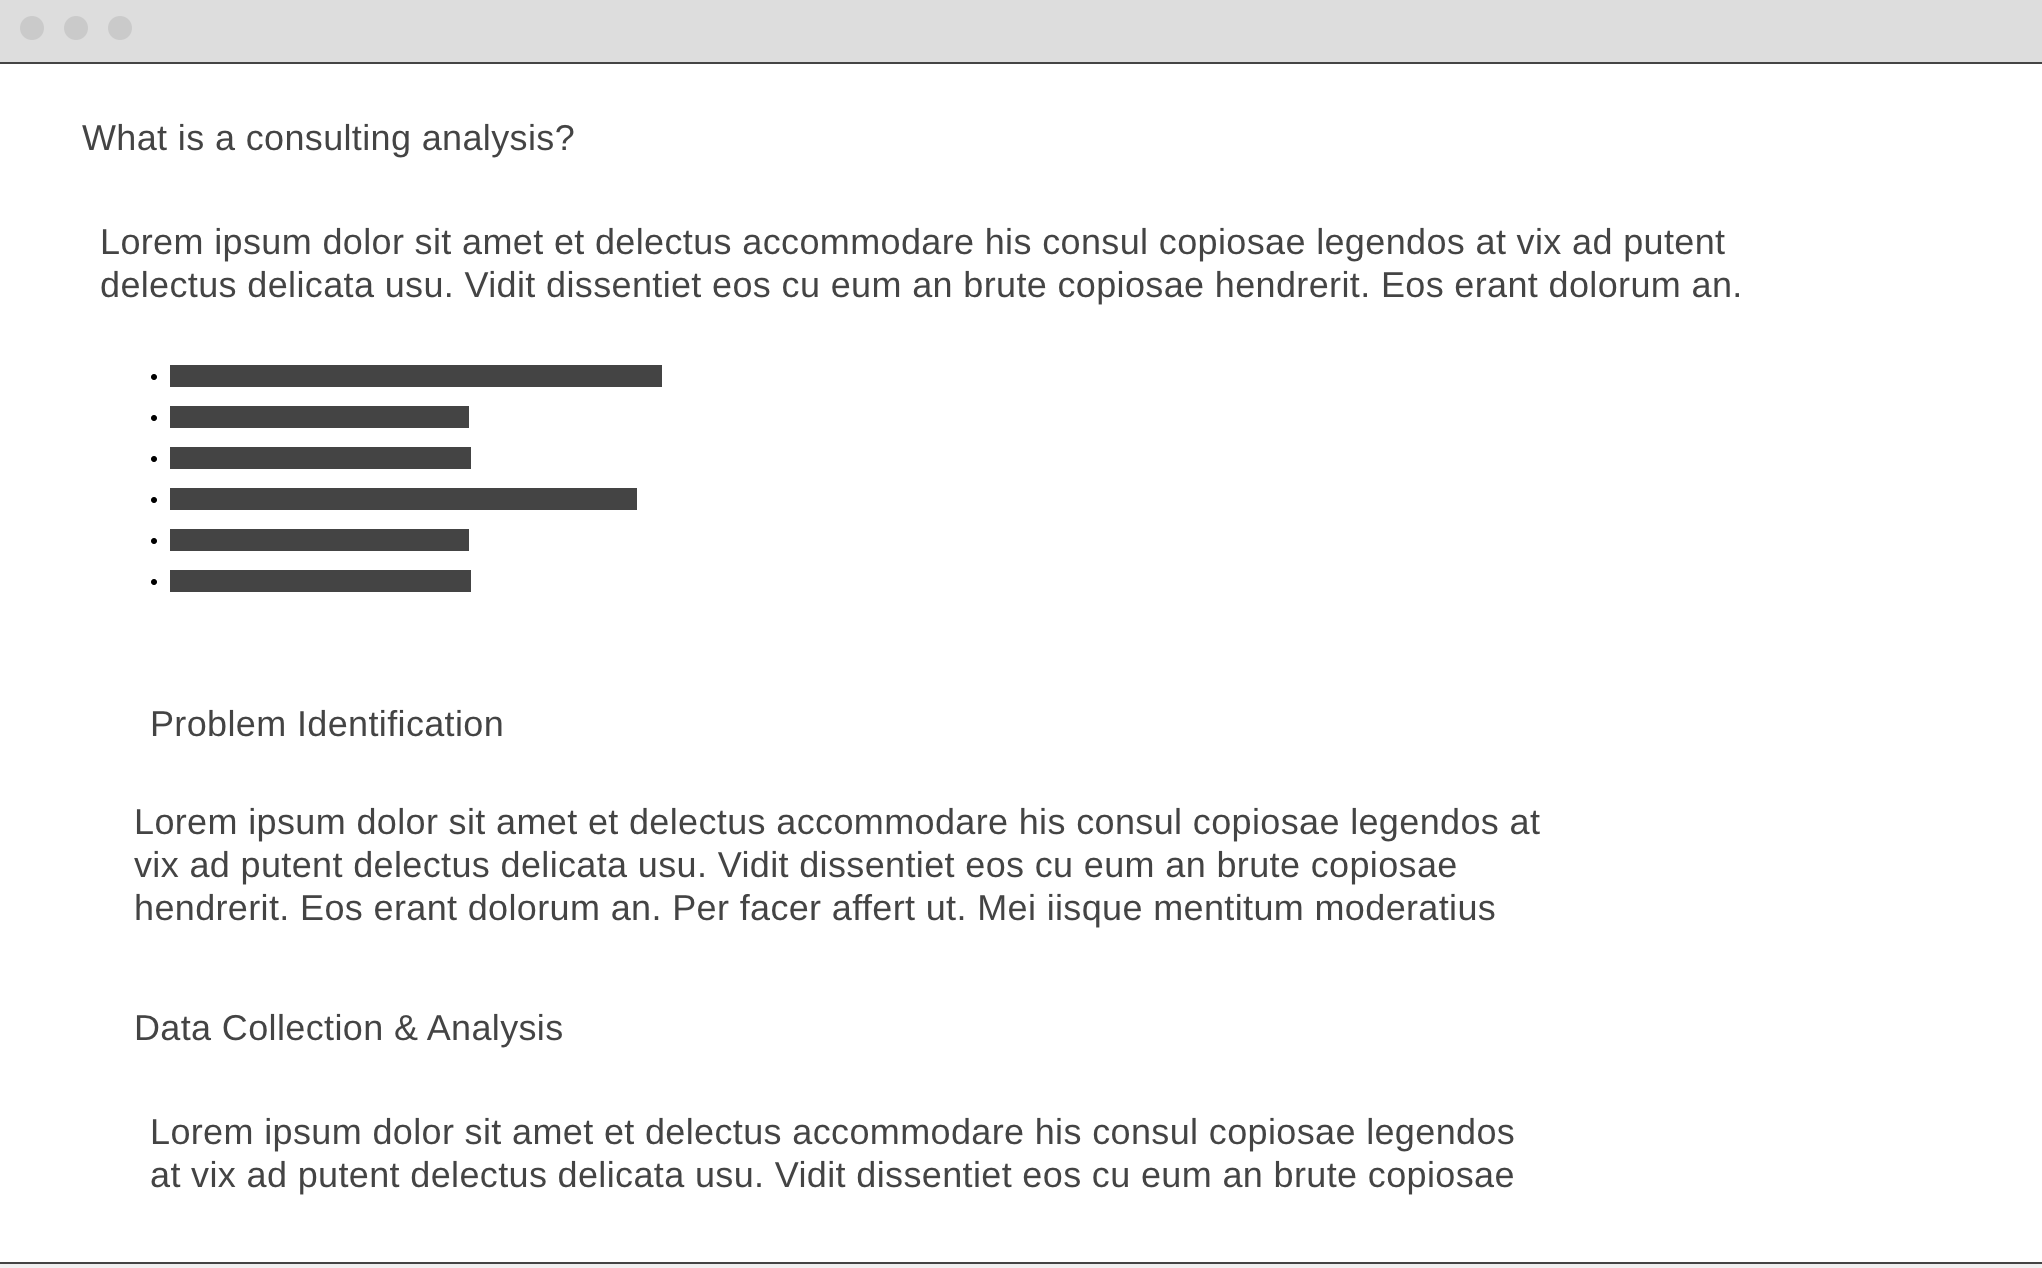 What is a consulting analysis?
Lorem ipsum dolor sit amet et delectus accommodare his consul copiosae legendos at vix ad putent
delectus delicata usu. Vidit dissentiet eos cu eum an brute copiosae hendrerit. Eos erant dolorum an.
Problem Identification
Lorem ipsum dolor sit amet et delectus accommodare his consul copiosae legendos at
vix ad putent delectus delicata usu. Vidit dissentiet eos cu eum an brute copiosae
hendrerit. Eos erant dolorum an. Per facer affert ut. Mei iisque mentitum moderatius
Data Collection & Analysis
Lorem ipsum dolor sit amet et delectus accommodare his consul copiosae legendos
at vix ad putent delectus delicata usu. Vidit dissentiet eos cu eum an brute copiosae